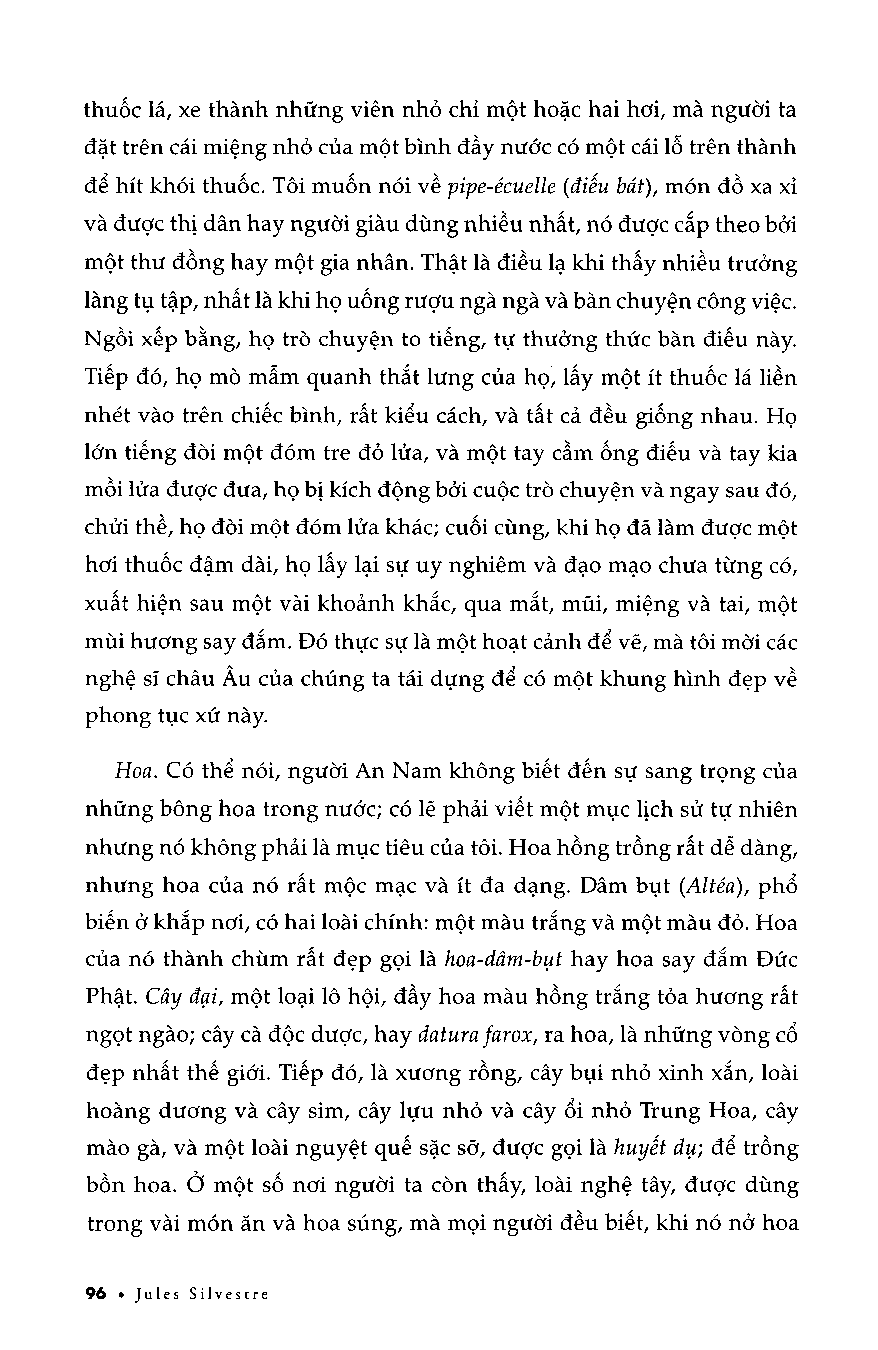 thuốc lá, xe thành những viên nhỏ chỉ một hoặc hai hơi, mà người ta
đặt trên cái miệng nhỏ của một bình đầy nước có một cái lỗ trên thành
để hít khói thuốc. Tôi muốn nói về pipe-écuelle (điếu bát), món đồ xa xỉ
và được thị dân hay người giàu dùng nhiều nhất, nó được cắp theo bởi
một thư đồng hay một gia nhân. Thật là điều lạ khi thấy nhiều trưởng
làng tụ tập, nhất là khi họ uống rượu ngà ngà và bàn chuyện công việc.
Ngồi xếp bằng, họ trò chuyện to tiếng, tự thưởng thức bàn điếu này.
Tiếp đó, họ mò mẫm quanh thắt lưng của họ, lấy một ít thuốc lá liền
nhét vào trên chiếc bình, rất kiểu cách, và tất cả đều giống nhau. Họ
lớn tiếng đòi một đóm tre đỏ lửa, và một tay cầm ống điếu và tay kia
mồi lửa được đưa, họ bị kích động bởi cuộc trò chuyện và ngay sau đó,
chửi thề, họ đòi một đóm lửa khác; cuối cùng, khi họ đã làm được một
hơi thuốc đậm dài, họ lấy lại sự uy nghiêm và đạo mạo chưa từng có,
xuất hiện sau một vài khoảnh khắc, qua mắt, mũi, miệng và tai, một
mùi hương say đắm. Đó thực sự là một hoạt cảnh để vẽ, mà tôi mời các
nghệ sĩ châu Âu của chúng ta tái dựng để có một khung hình đẹp về
phong tục xứ này.
Hoa. Có thể nói, người An Nam không biết đến sự sang trọng của
những bông hoa trong nước; có lẽ phải viết một mục lịch sử tự nhiên
nhưng nó không phải là mục tiêu của tôi. Hoa hồng trồng rất dễ dàng,
nhưng hoa của nó rất mộc mạc và ít đa dạng. Dâm bụt (Altéa), phổ
biến ở khắp nơi, có hai loài chính: một màu trắng và một màu đỏ. Hoa
của nó thành chùm rất đẹp gọi là hoa-dâm-bụt hay hoa say đắm Đức
Phật. Cây đại, một loại lô hội, đầy hoa màu hồng trắng tỏa hương rất
ngọt ngào; cây cà độc dược, hay datura farox, ra hoa, là những vòng cổ
đẹp nhất thế giới. Tiếp đó, là xương rồng, cây bụi nhỏ xinh xắn, loài
hoàng dương và cây sim, cây lựu nhỏ và cây ổi nhỏ Trung Hoa, cây
mào gà, và một loài nguyệt quế sặc sỡ, được gọi là huyết dụ; để trồng
bồn hoa. Ở một số nơi người ta còn thấy, loài nghệ tây, được dùng
trong vài món ăn và hoa súng, mà mọi người đều biết, khi nó nở hoa
96 • Jules Silvestre